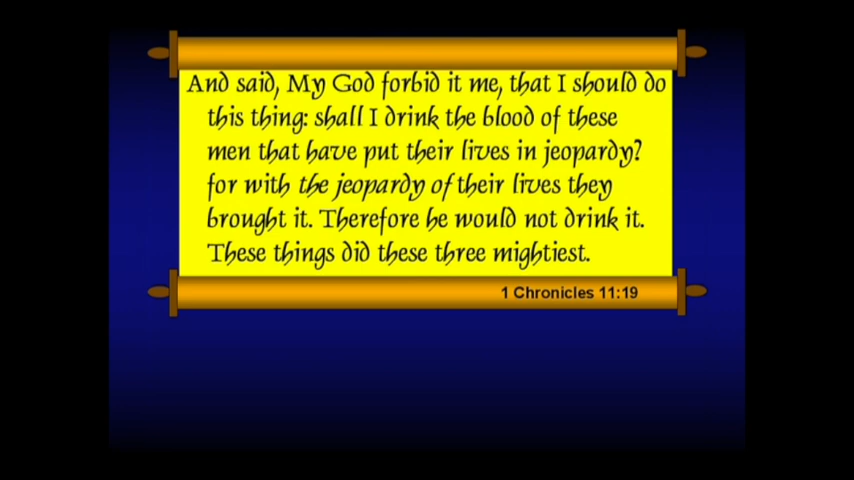 And said, My God forbid it me, that I should do
this thing: shall I drink the blood of these
men that have put their lives in jeopardy?
for with the jeopardy of their lives they
brought it. Therefore he would not drink it.
These things did these three mightiest.
1 Chronicles 11:19